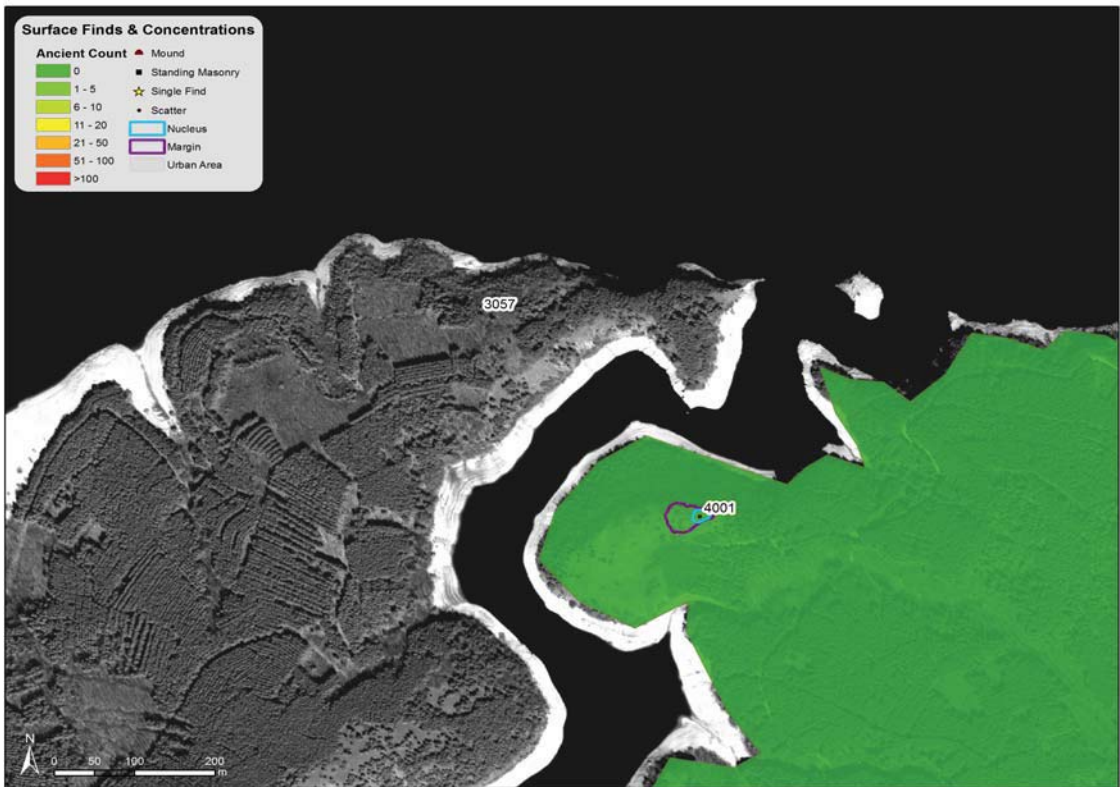 Surface Finds & Concentrations
Ancient Count
0
1 - 5
6 - 10
11 - 20
21 - 50
51 - 100
>100
Mound
Standing Masonry
Single Find
Scatter
Nucleus
Margin
Urban Area
3057
4001
N
0 50 100 200
m